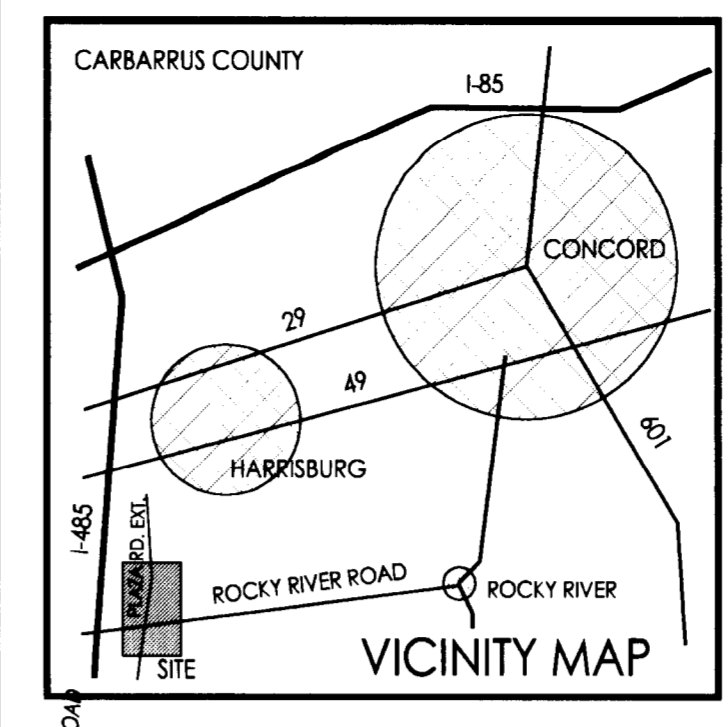 CARBARRUS COUNTY
I-85
CONCORD
29
49
601
HARRISBURG
I-485
PLAZA RD. EXT.
ROCKY RIVER ROAD
ROCKY RIVER
VICINITY MAP
SITE